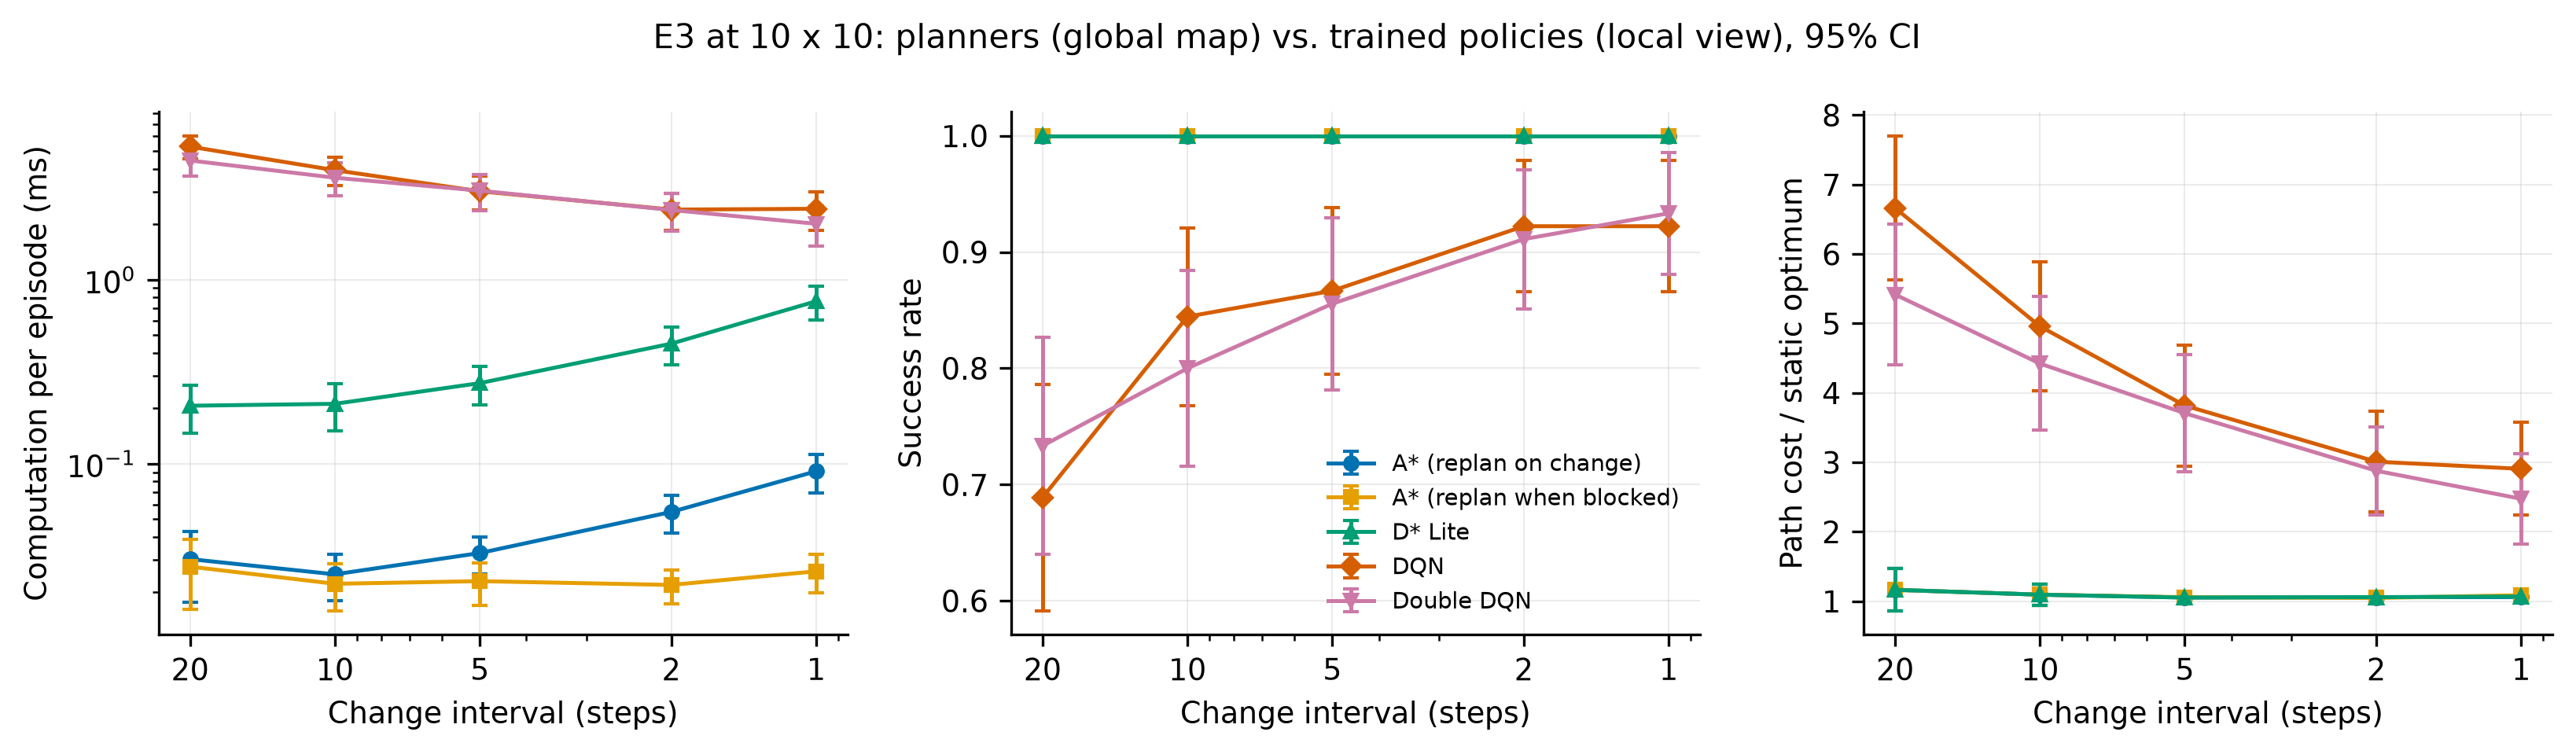 E3 at 10 x 10: planners (global map) vs. trained policies (local view), 95% CI
Computation per episode (ms)
10⁰
10⁻¹
20 10 5 2 1
Change interval (steps)
Success rate
1.0
0.9
0.8
0.7
0.6
A* (replan on change)
A* (replan when blocked)
D* Lite
DQN
Double DQN
20 10 5 2 1
Change interval (steps)
Path cost / static optimum
8
7
6
5
4
3
2
1
20 10 5 2 1
Change interval (steps)